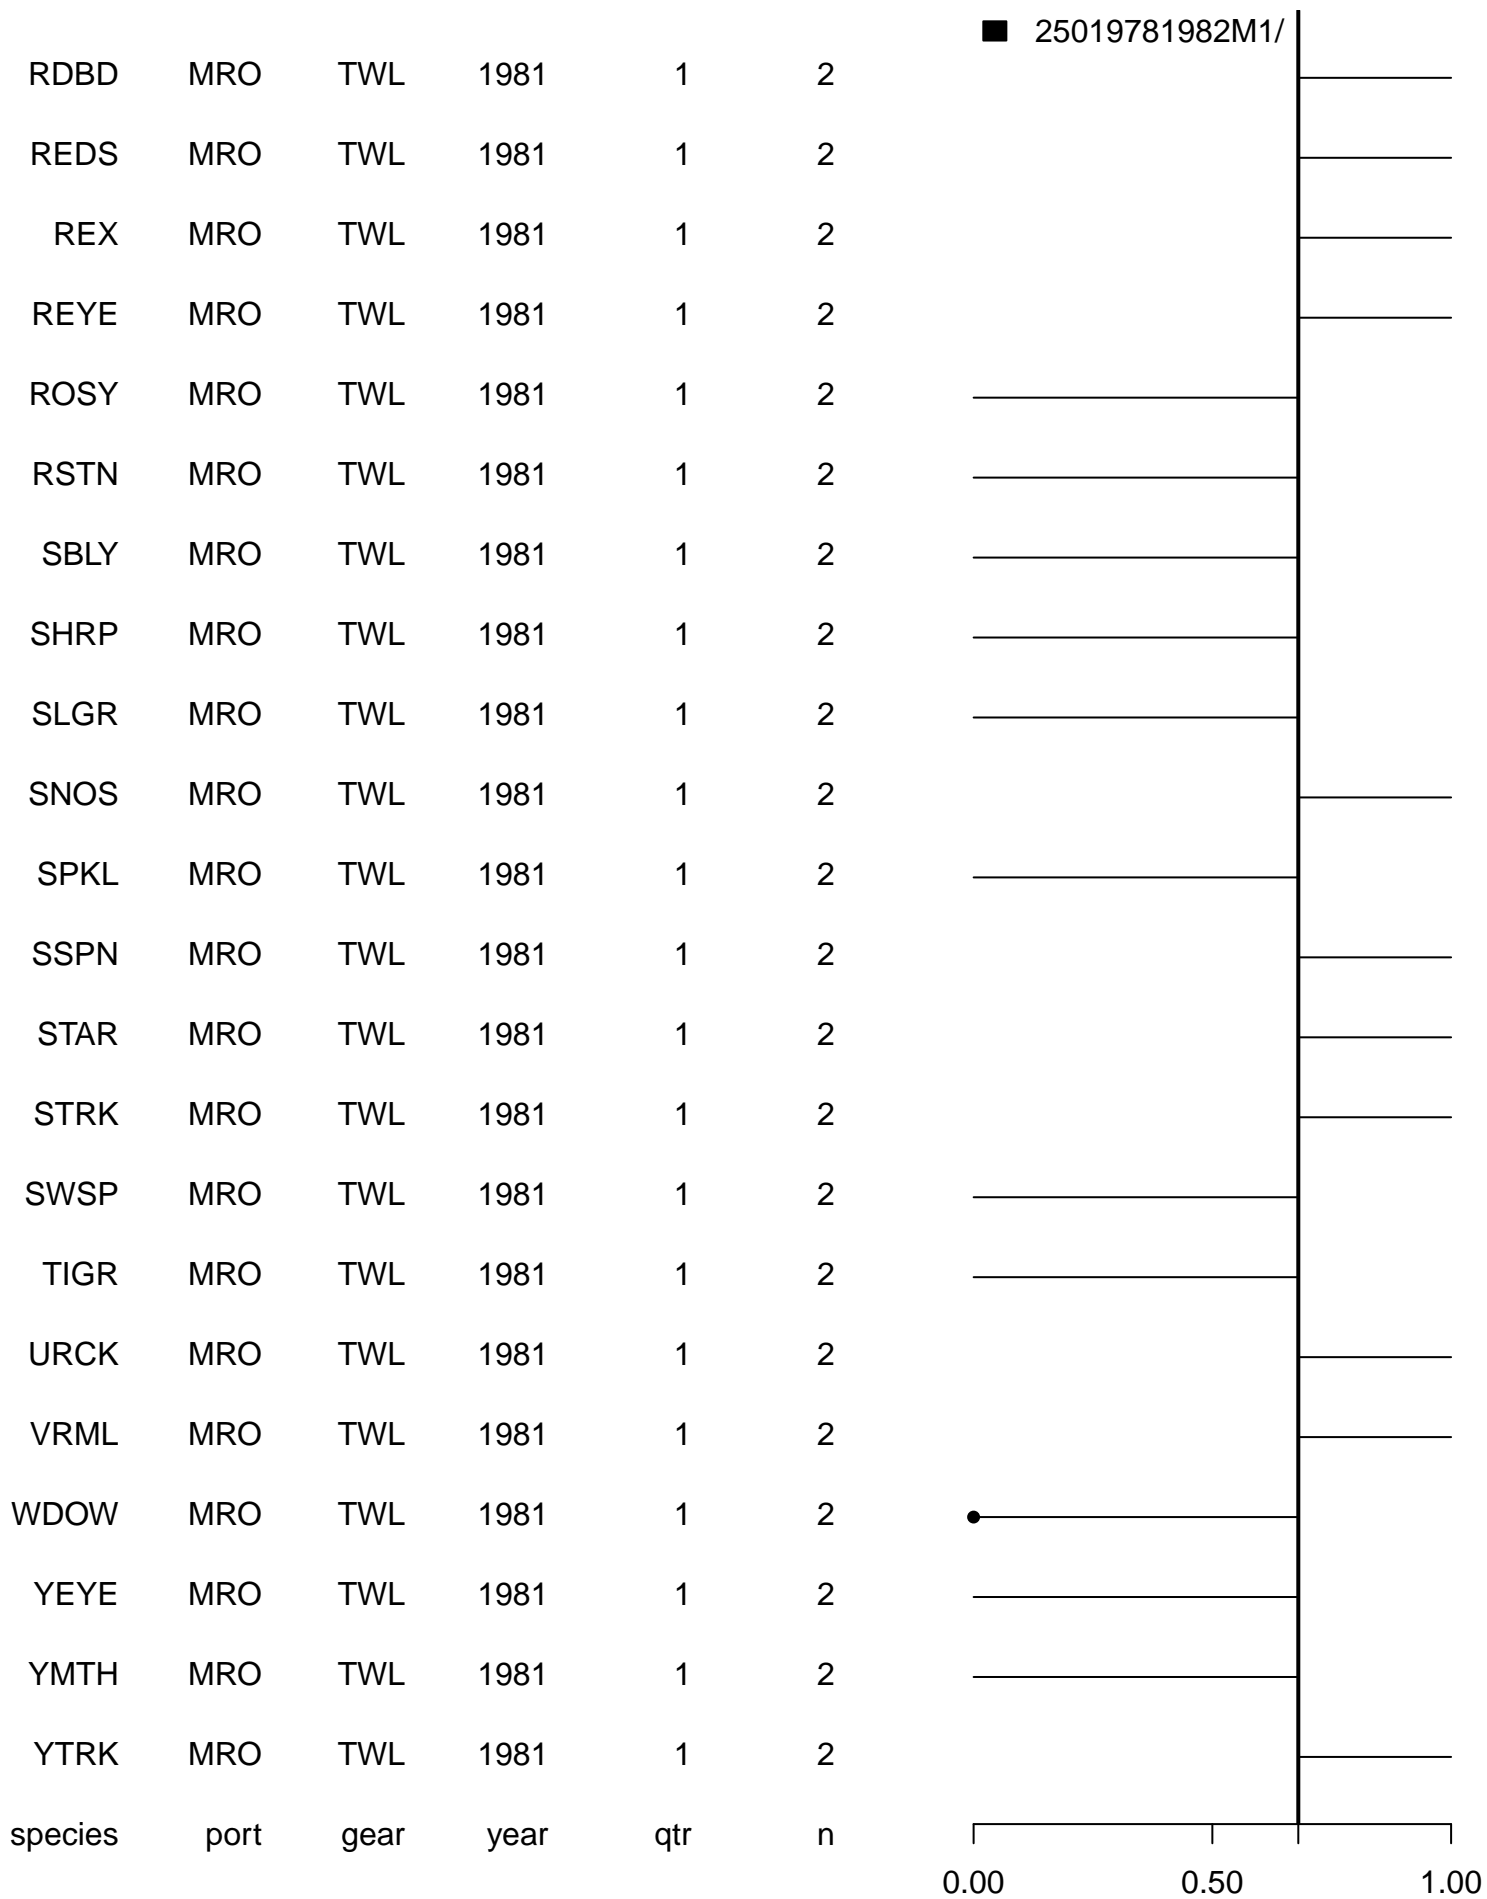 25019781982M1/
RDBD MRO TWL 1981 1 2
REDS MRO TWL 1981 1 2
REX MRO TWL 1981 1 2
REYE MRO TWL 1981 1 2
ROSY MRO TWL 1981 1 2
RSTN MRO TWL 1981 1 2
SBLY MRO TWL 1981 1 2
SHRP MRO TWL 1981 1 2
SLGR MRO TWL 1981 1 2
SNOS MRO TWL 1981 1 2
SPKL MRO TWL 1981 1 2
SSPN MRO TWL 1981 1 2
STAR MRO TWL 1981 1 2
STRK MRO TWL 1981 1 2
SWSP MRO TWL 1981 1 2
TIGR MRO TWL 1981 1 2
URCK MRO TWL 1981 1 2
VRML MRO TWL 1981 1 2
WDOW MRO TWL 1981 1 2
YEYE MRO TWL 1981 1 2
YMTH MRO TWL 1981 1 2
YTRK MRO TWL 1981 1 2
species port gear year qtr n
0.00 0.50 1.00